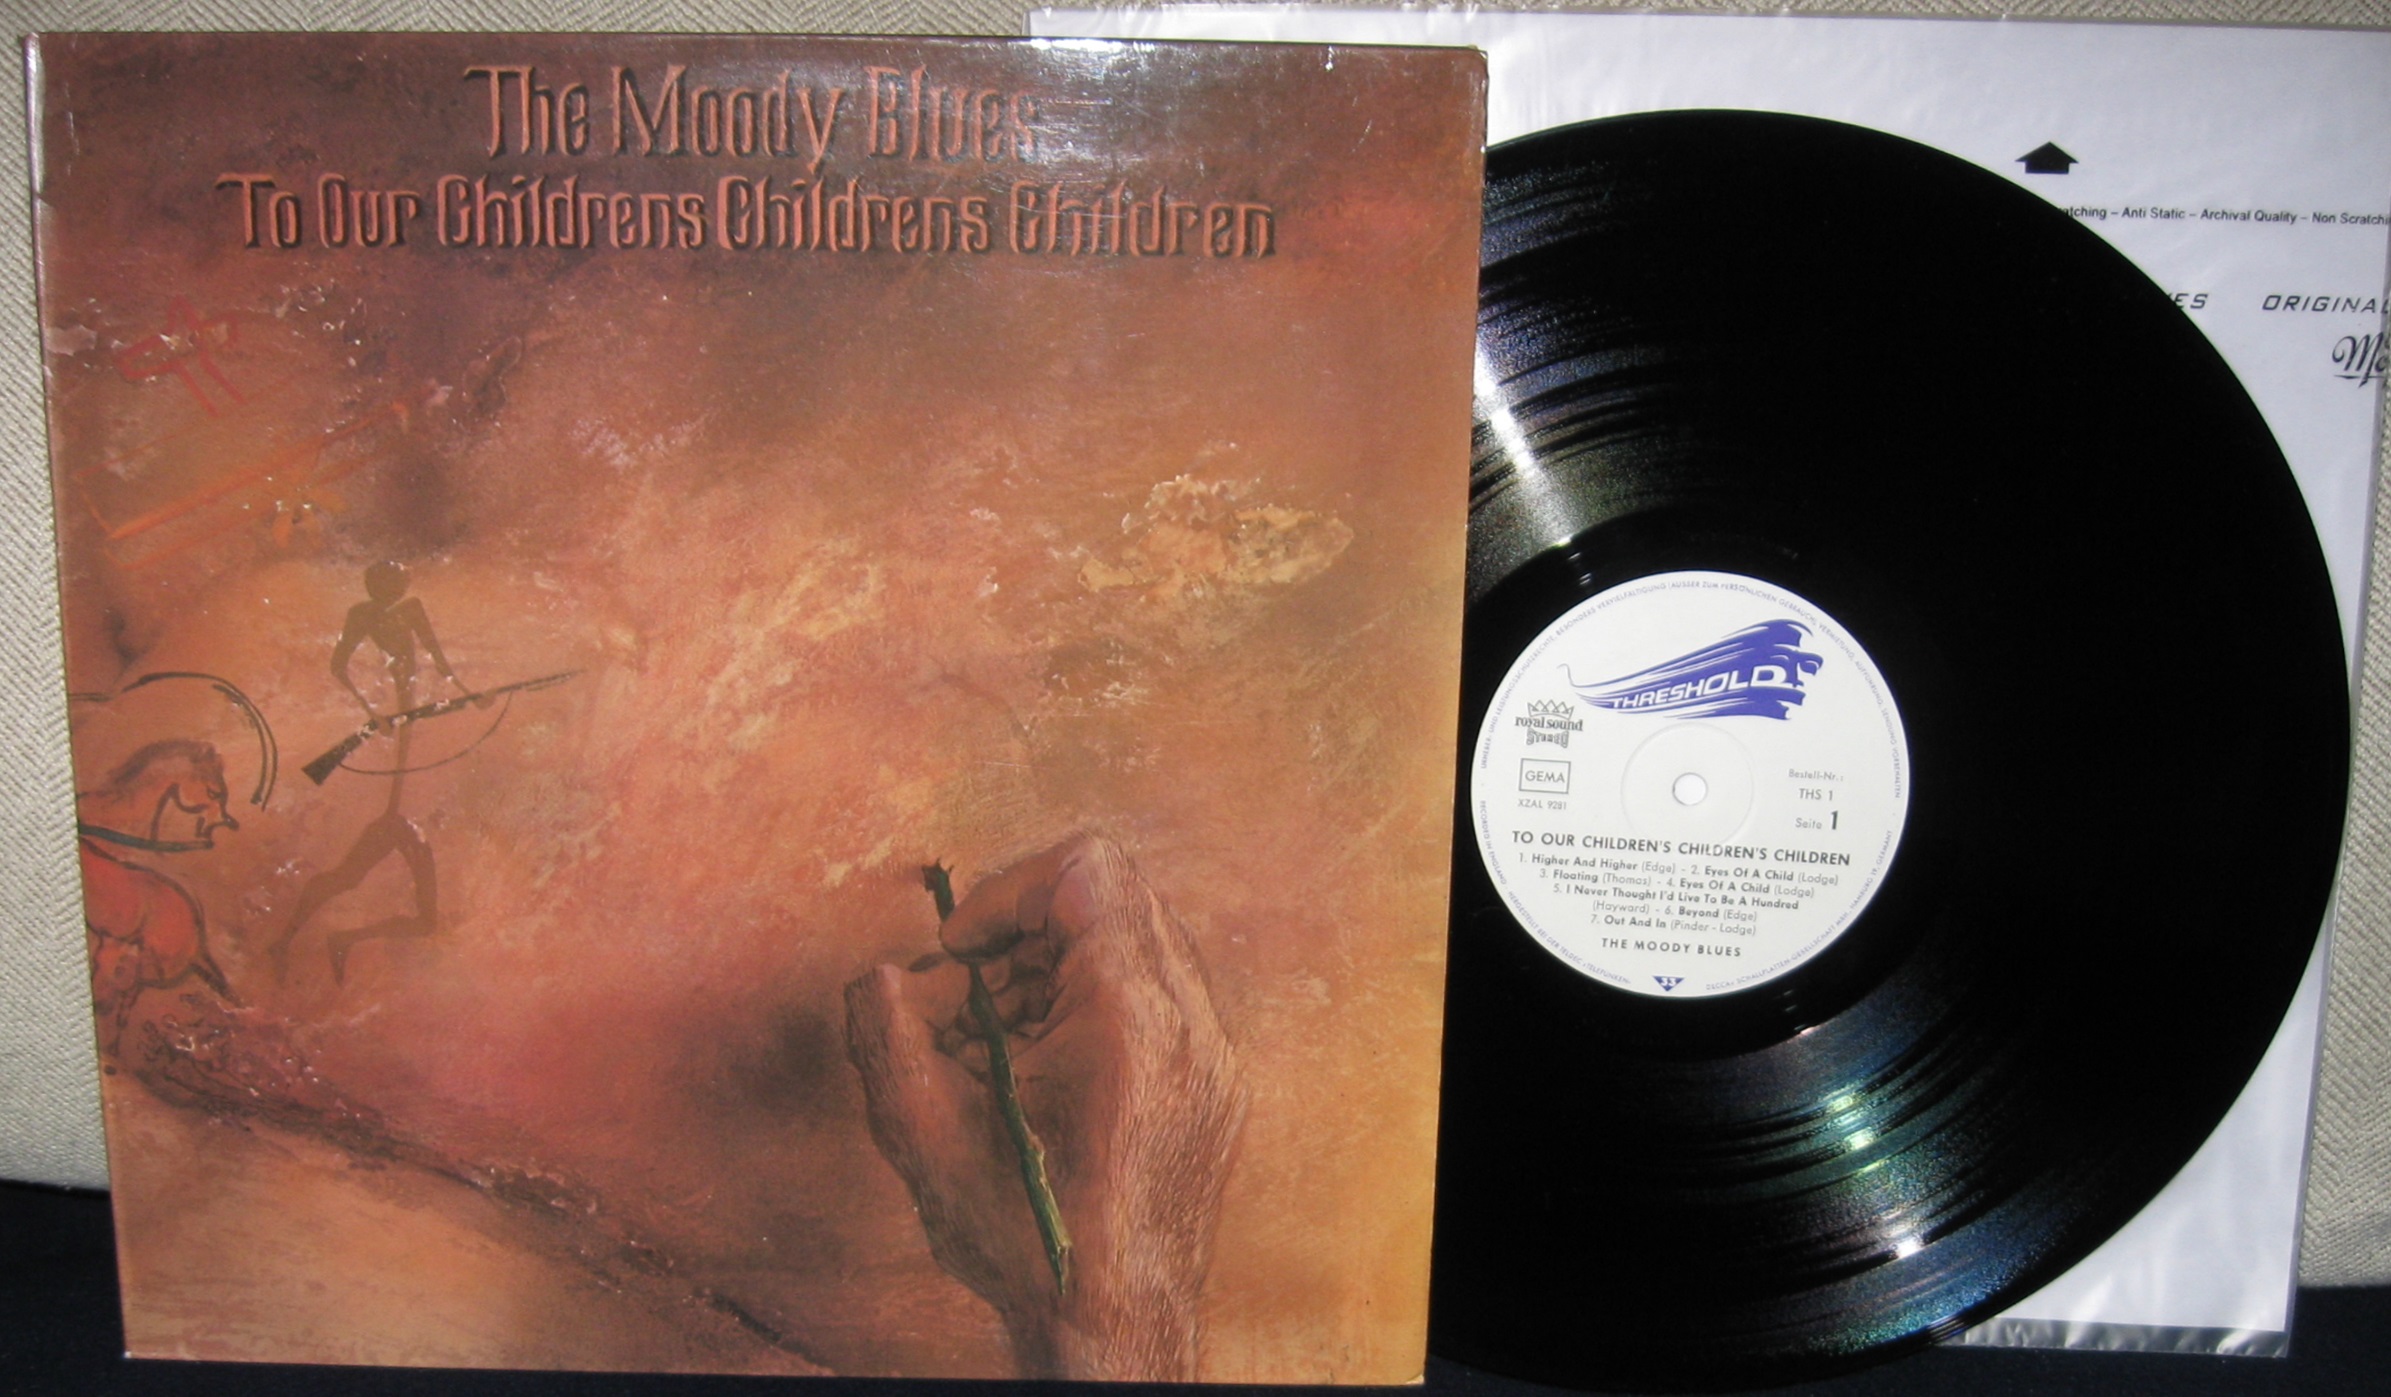 The Moody Blues
To Our Childrens Childrens Children
tching – Anti Static – Archival Quality – Non Scratchi
ES ORIGINAL
THRESHOLD
royal sound
STEREO
GEMA
XZAL 9281
Bestell-Nr.:
THS 1
Seite 1
TO OUR CHILDREN'S CHILDREN'S CHILDREN
1. Higher And Higher (Edge) - 2. Eyes Of A Child (Lodge)
3. Floating (Thomas) - 4. Eyes Of A Child (Lodge)
5. I Never Thought I'd Live To Be A Hundred
(Hayward) - 6. Beyond (Edge)
7. Out And In (Pinder - Lodge)
THE MOODY BLUES
33